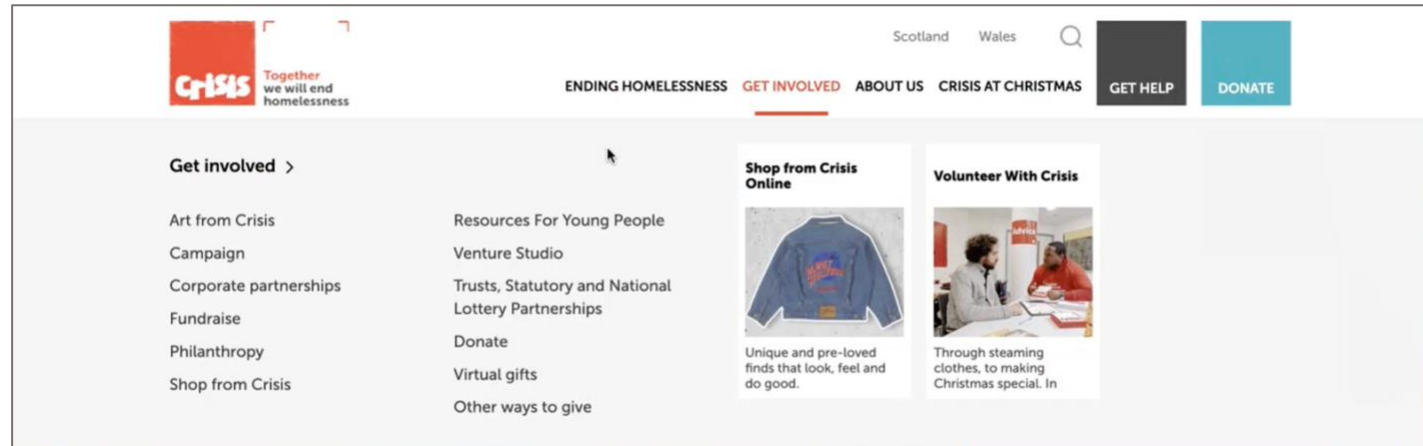 Scotland Wales
crisis
Together
we will end
homelessness
ENDING HOMELESSNESS GET INVOLVED ABOUT US CRISIS AT CHRISTMAS GET HELP DONATE
Get involved >
Art from Crisis
Campaign
Corporate partnerships
Fundraise
Philanthropy
Shop from Crisis
Resources For Young People
Venture Studio
Trusts, Statutory and National
Lottery Partnerships
Donate
Virtual gifts
Other ways to give
Shop from Crisis
Online
Unique and pre-loved
finds that look, feel and
do good.
Volunteer With Crisis
Advice
Through steaming
clothes, to making
Christmas special. In